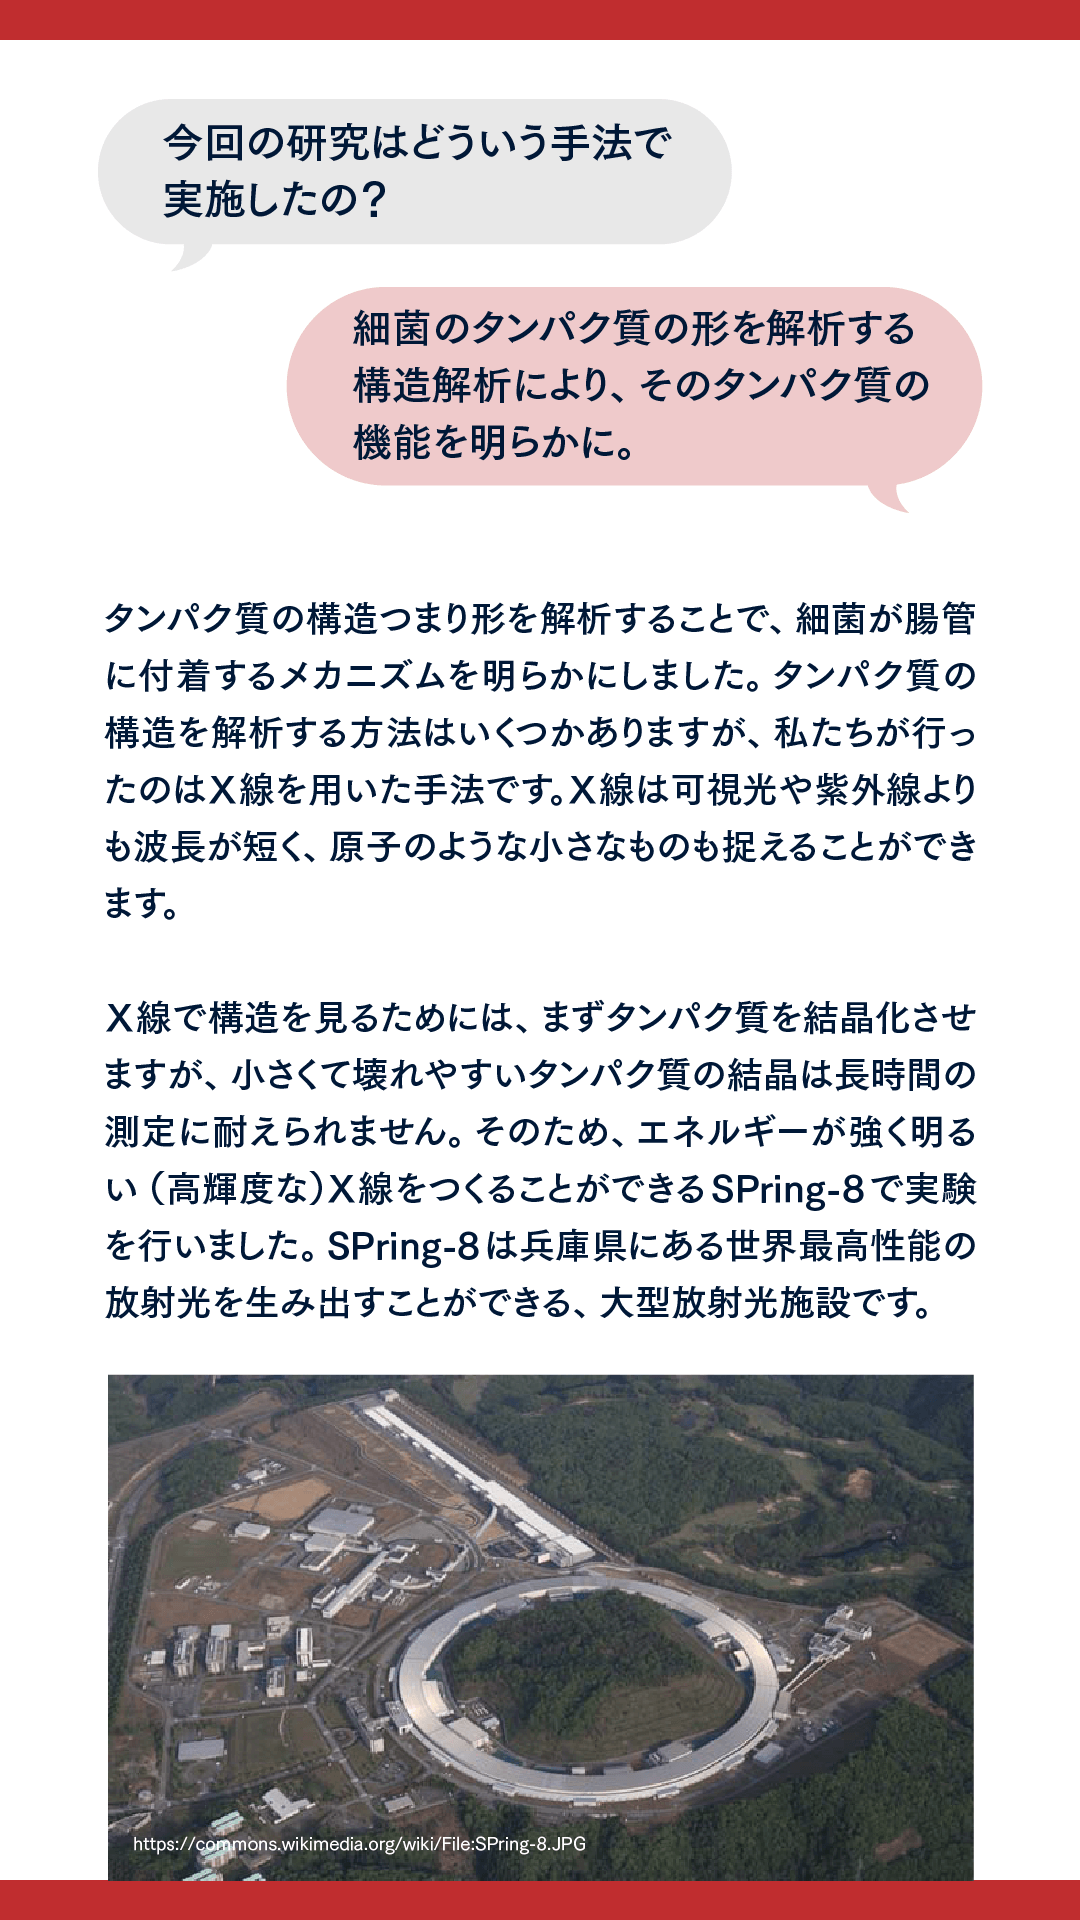 今回の研究はどういう手法で
実施したの？
細菌のタンパク質の形を解析する
構造解析により、そのタンパク質の
機能を明らかに。
タンパク質の構造つまり形を解析することで、細菌が腸管
に付着するメカニズムを明らかにしました。タンパク質の
構造を解析する方法はいくつかありますが、私たちが行っ
たのはX線を用いた手法です。X線は可視光や紫外線より
も波長が短く、原子のような小さなものも捉えることができ
ます。
X線で構造を見るためには、まずタンパク質を結晶化させ
ますが、小さくて壊れやすいタンパク質の結晶は長時間の
測定に耐えられません。そのため、エネルギーが強く明る
い（高輝度な）X線をつくることができるSPring-8で実験
を行いました。SPring-8は兵庫県にある世界最高性能の
放射光を生み出すことができる、大型放射光施設です。
https://commons.wikimedia.org/wiki/File:SPring-8.JPG